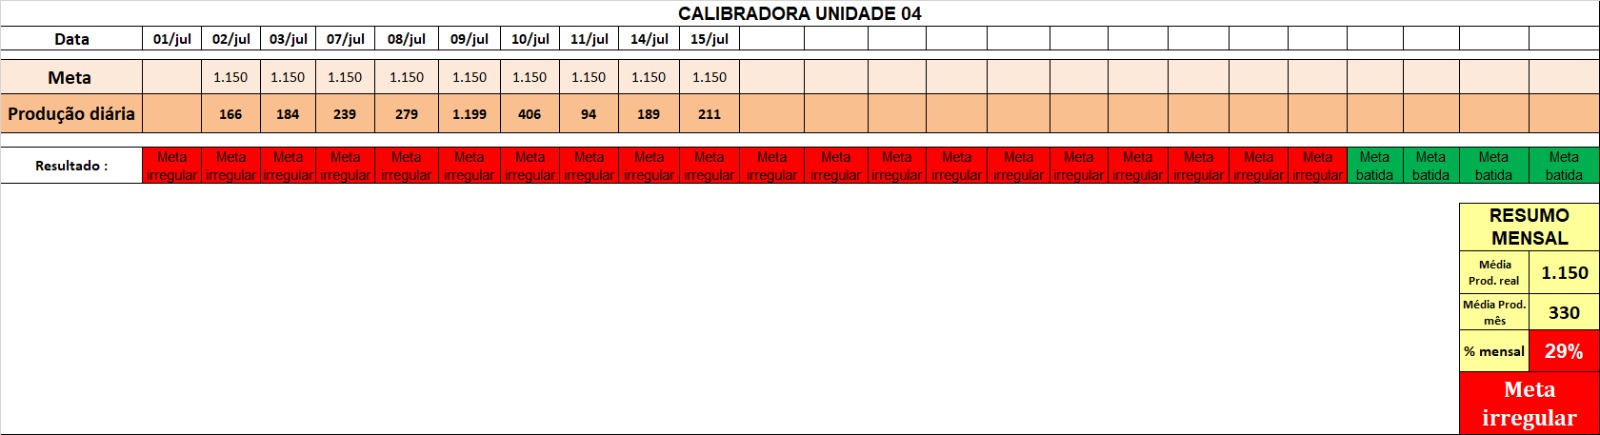 CALIBRADORA UNIDADE 04
Data 01/jul 02/jul 03/jul 07/jul 08/jul 09/jul 10/jul 11/jul 14/jul 15/jul
Meta 1.150 1.150 1.150 1.150 1.150 1.150 1.150 1.150 1.150
Produção diária 166 184 239 279 1.199 406 94 189 211
Resultado : Meta irregular Meta irregular Meta irregular Meta irregular Meta irregular Meta irregular Meta irregular Meta irregular Meta irregular Meta irregular Meta irregular Meta irregular Meta irregular Meta irregular Meta irregular Meta irregular Meta irregular Meta irregular Meta irregular Meta irregular Meta batida Meta batida Meta batida Meta batida
RESUMO
MENSAL
Média
Prod. real 1.150
Média Prod.
mês 330
% mensal 29%
Meta
irregular